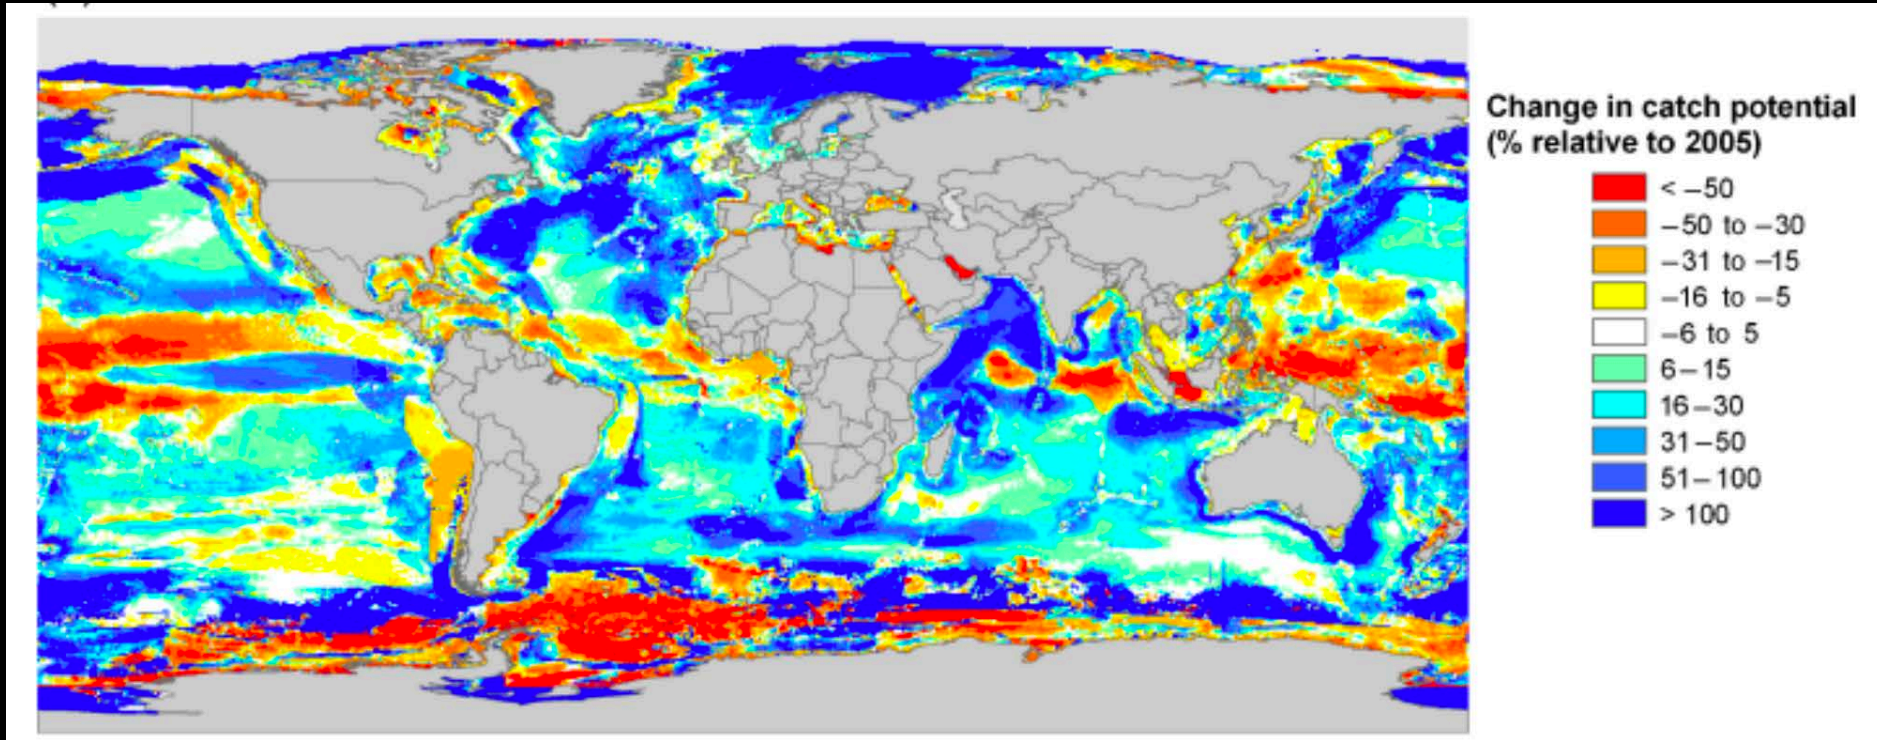 Change in catch potential
(% relative to 2005)
< –50
–50 to –30
–31 to –15
–16 to –5
–6 to 5
6–15
16–30
31–50
51–100
> 100